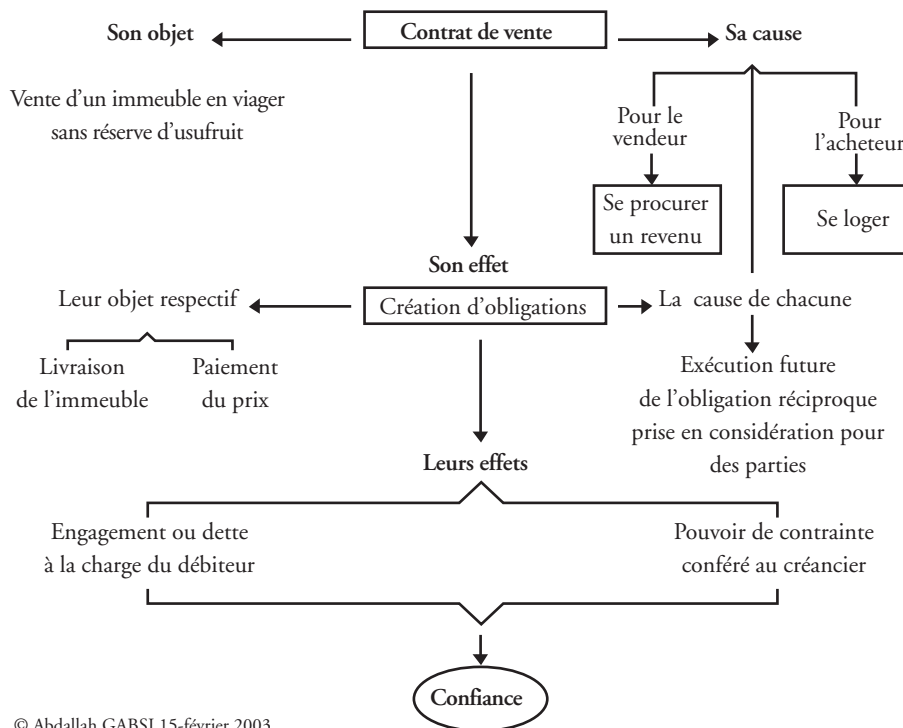 Son objet
Contrat de vente
Sa cause
Vente d'un immeuble en viager
sans réserve d'usufruit
Pour le
vendeur
Pour
l'acheteur
Se procurer
un revenu
Se loger
Son effet
Leur objet respectif
Création d'obligations
La cause de chacune
Livraison
de l'immeuble
Paiement
du prix
Exécution future
de l'obligation réciproque
prise en considération pour
des parties
Leurs effets
Engagement ou dette
à la charge du débiteur
Pouvoir de contrainte
conféré au créancier
Confiance
© Abdallah GABSI 15-février 2003